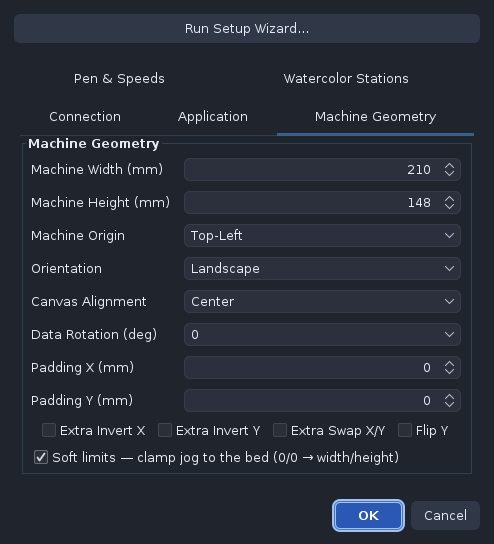 Run Setup Wizard...
Pen & Speeds Watercolor Stations
Connection Application Machine Geometry
Machine Geometry
Machine Width (mm) 210
Machine Height (mm) 148
Machine Origin Top-Left
Orientation Landscape
Canvas Alignment Center
Data Rotation (deg) 0
Padding X (mm) 0
Padding Y (mm) 0
Extra Invert X Extra Invert Y Extra Swap X/Y Flip Y
Soft limits — clamp jog to the bed (0/0 → width/height)
OK Cancel